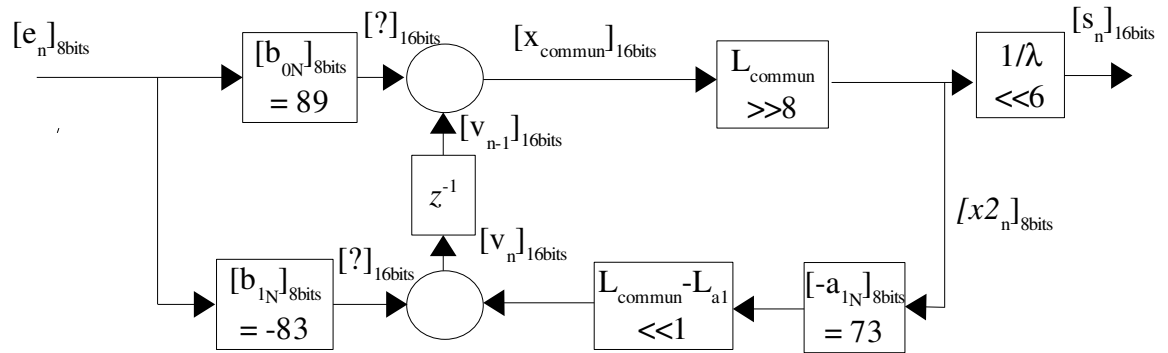 [e_n]_8bits
[b_0N]_8bits
= 89
[?]_16bits
[x_commun]_16bits
L_commun
>>8
1/λ
<<6
[s_n]_16bits
[v_n-1]_16bits
z^-1
[v_n]_16bits
[x2_n]_8bits
[b_1N]_8bits
= -83
[?]_16bits
L_commun-L_a1
<<1
[-a_1N]_8bits
= 73